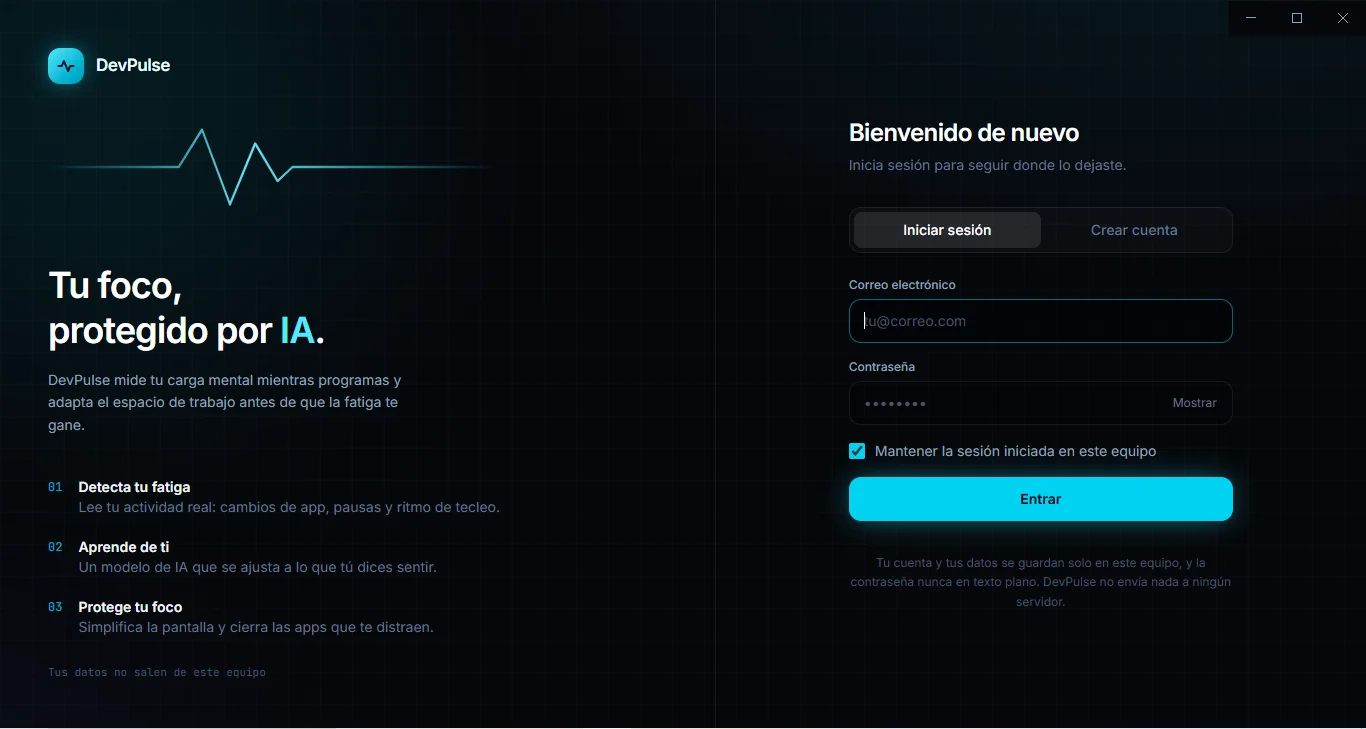 DevPulse
Tu foco,
protegido por IA.
DevPulse mide tu carga mental mientras programas y
adapta el espacio de trabajo antes de que la fatiga te
gane.
01 Detecta tu fatiga
Lee tu actividad real: cambios de app, pausas y ritmo de tecleo.
02 Aprende de ti
Un modelo de IA que se ajusta a lo que tú dices sentir.
03 Protege tu foco
Simplifica la pantalla y cierra las apps que te distraen.
Tus datos no salen de este equipo
Bienvenido de nuevo
Inicia sesión para seguir donde lo dejaste.
Iniciar sesión Crear cuenta
Correo electrónico
tu@correo.com
Contraseña
•••••••• Mostrar
Mantener la sesión iniciada en este equipo
Entrar
Tu cuenta y tus datos se guardan solo en este equipo, y la
contraseña nunca en texto plano. DevPulse no envía nada a ningún
servidor.